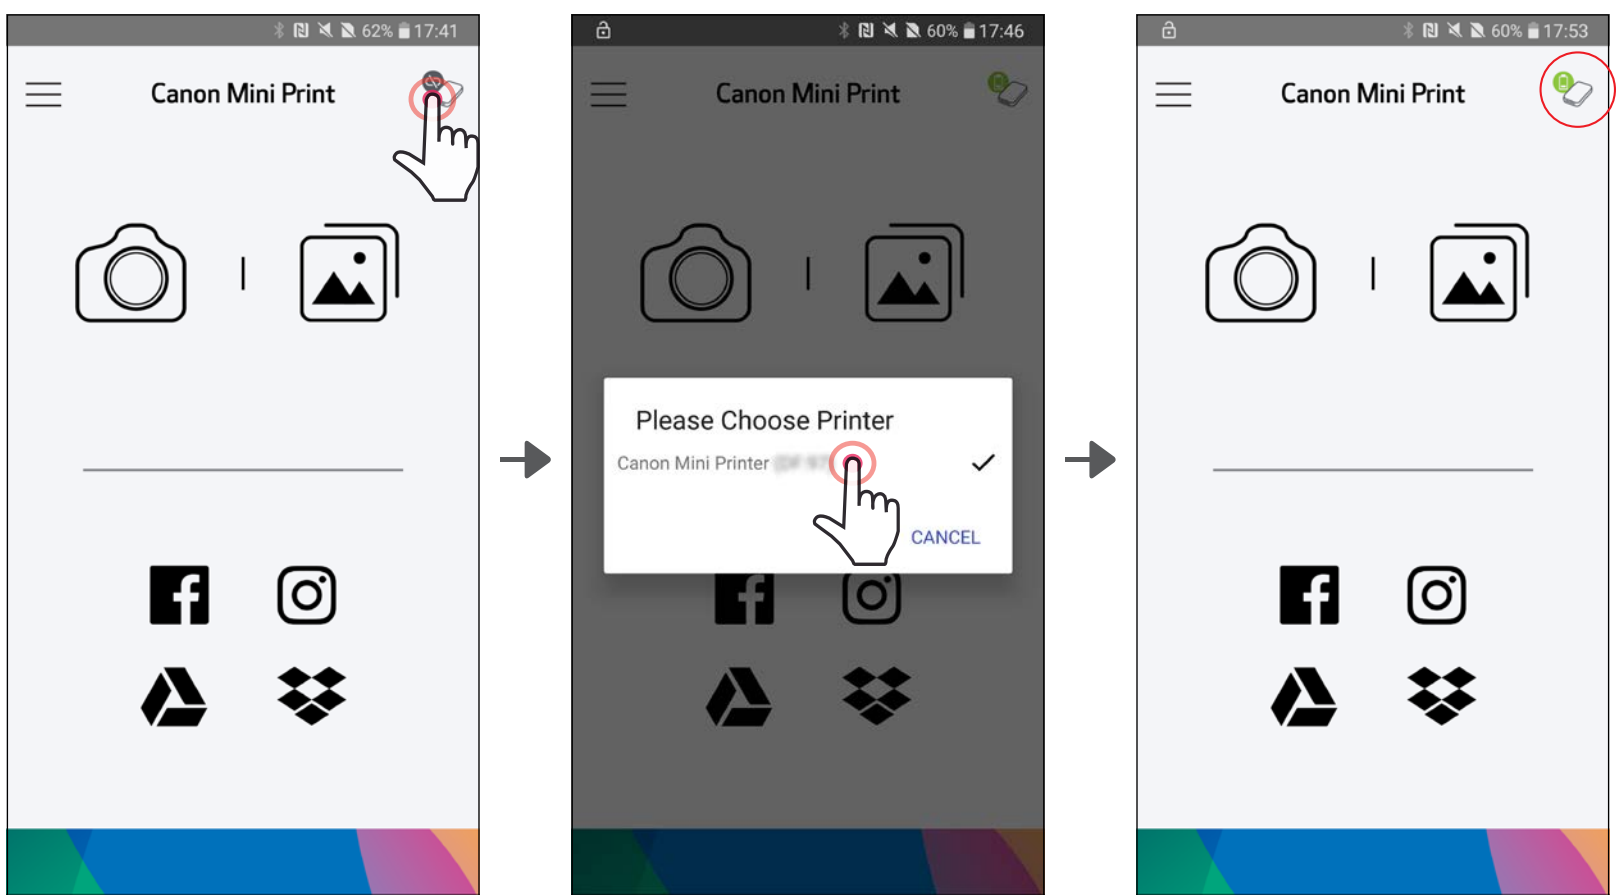 62% 17:41
Canon Mini Print
60% 17:46
Canon Mini Print
Please Choose Printer
Canon Mini Printer
CANCEL
60% 17:53
Canon Mini Print